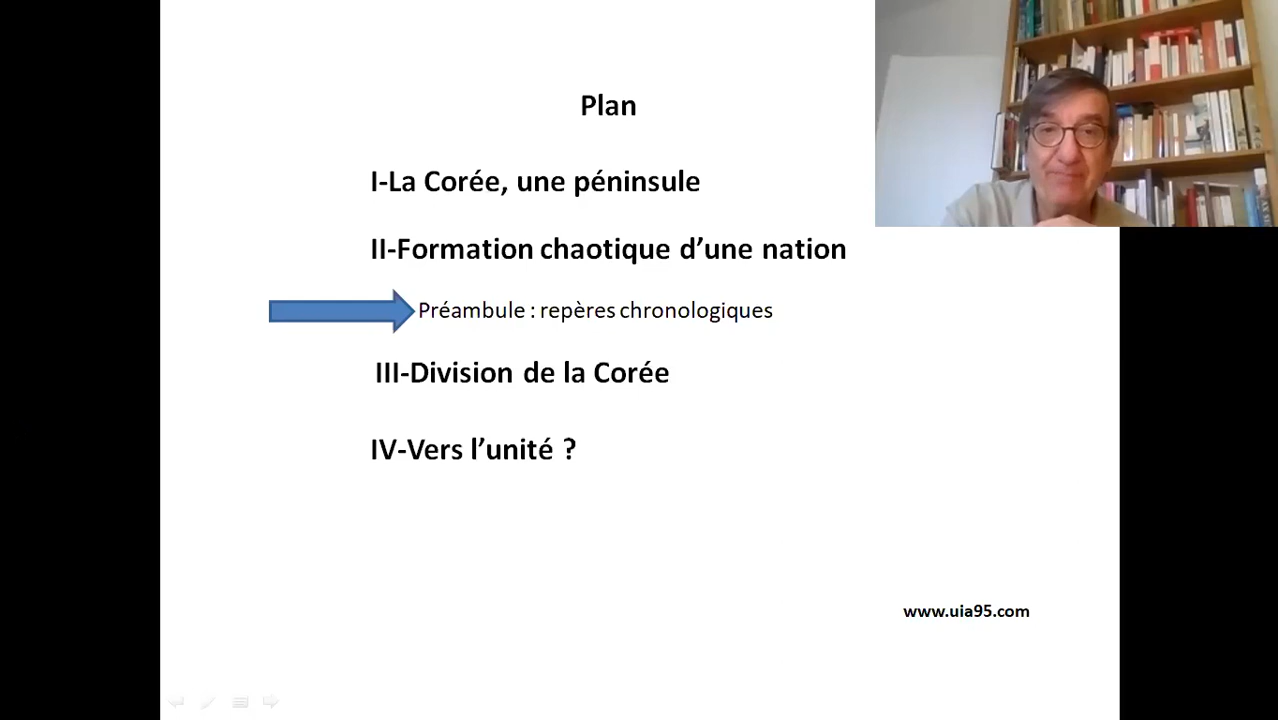 Plan
I-La Corée, une péninsule
II-Formation chaotique d’une nation
Préambule : repères chronologiques
III-Division de la Corée
IV-Vers l’unité ?
www.uia95.com